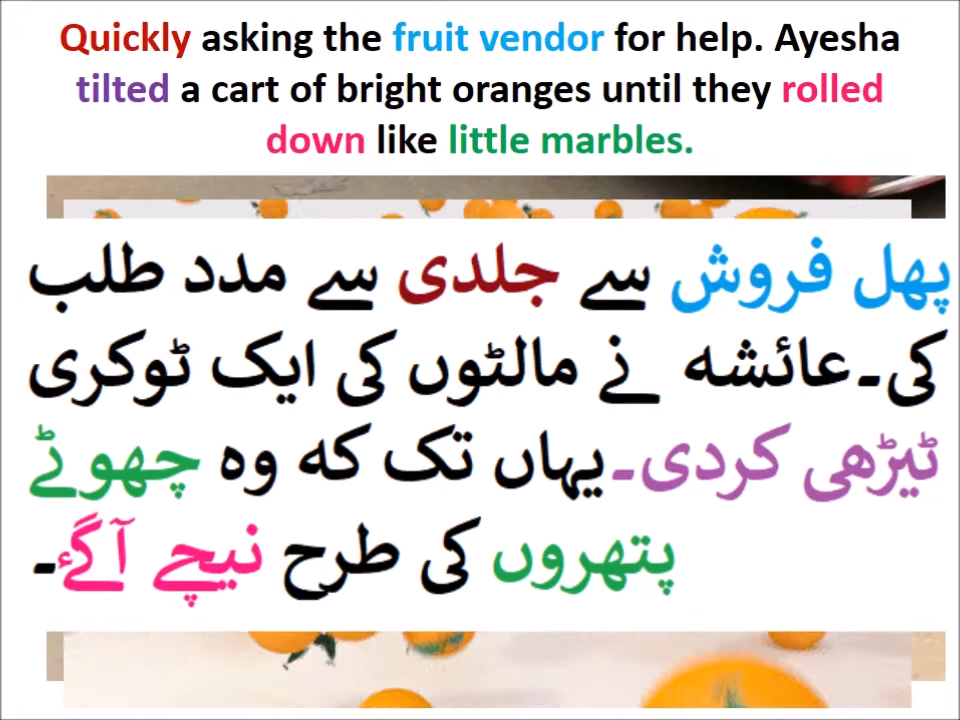 Quickly asking the fruit vendor for help. Ayesha
tilted a cart of bright oranges until they rolled
down like little marbles.
پھل فروش سے جلدی سے مدد طلب
کی۔عائشہ نے مالٹوں کی ایک ٹوکری
ٹیڑھی کردی۔یہاں تک کہ وہ چھوٹے
پتھروں کی طرح نیچے آگئے۔